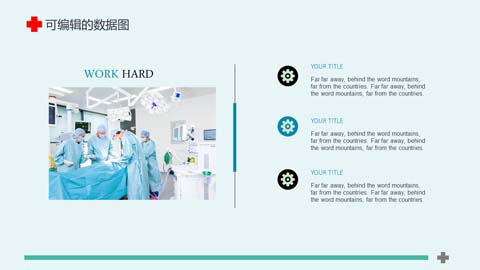 可编辑的数据图
WORK HARD
YOUR TITLE
Far far away, behind the word mountains,
far from the countries. Far far away, behind
the word mountains, far from the countries.
YOUR TITLE
Far far away, behind the word mountains,
far from the countries. Far far away, behind
the word mountains, far from the countries.
YOUR TITLE
Far far away, behind the word mountains,
far from the countries. Far far away, behind
the word mountains, far from the countries.